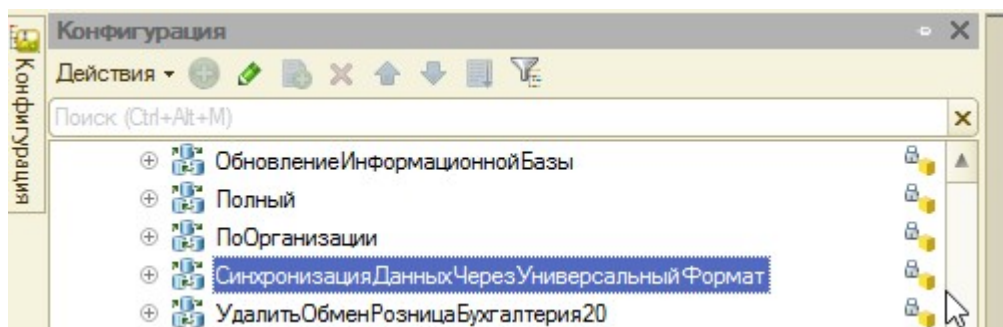 Конфигурация
Конфигурация
Действия
Поиск (Ctrl+Alt+M)
ОбновлениеИнформационнойБазы
Полный
ПоОрганизации
СинхронизацияДанныхЧерезУниверсальныйФормат
УдалитьОбменРозницаБухгалтерия20